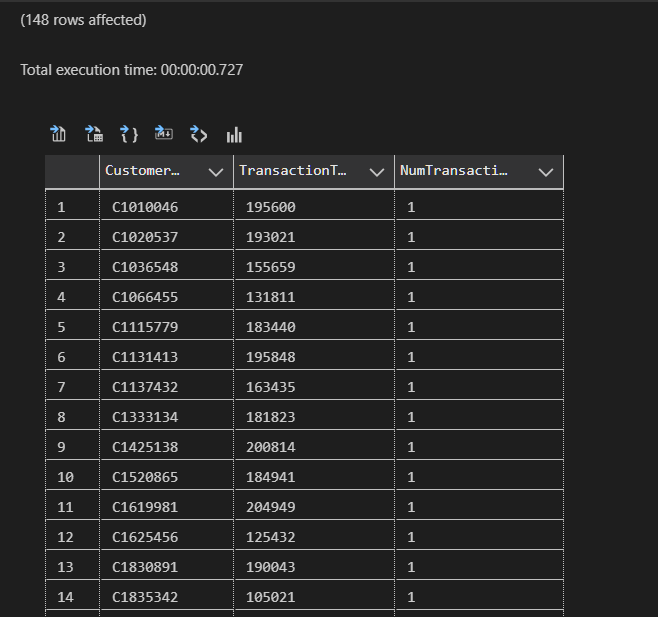 (148 rows affected)
Total execution time: 00:00:00.727
Customer… TransactionT… NumTransacti…
1 C1010046 195600 1
2 C1020537 193021 1
3 C1036548 155659 1
4 C1066455 131811 1
5 C1115779 183440 1
6 C1131413 195848 1
7 C1137432 163435 1
8 C1333134 181823 1
9 C1425138 200814 1
10 C1520865 184941 1
11 C1619981 204949 1
12 C1625456 125432 1
13 C1830891 190043 1
14 C1835342 105021 1